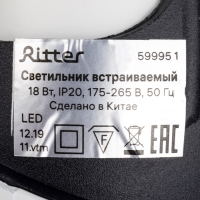 Ritter 59995 1
Светильник встраиваемый
18 Вт, IP20, 175-265 В, 50 Гц
Сделано в Китае
LED
12.19
11.vtm
F EAC